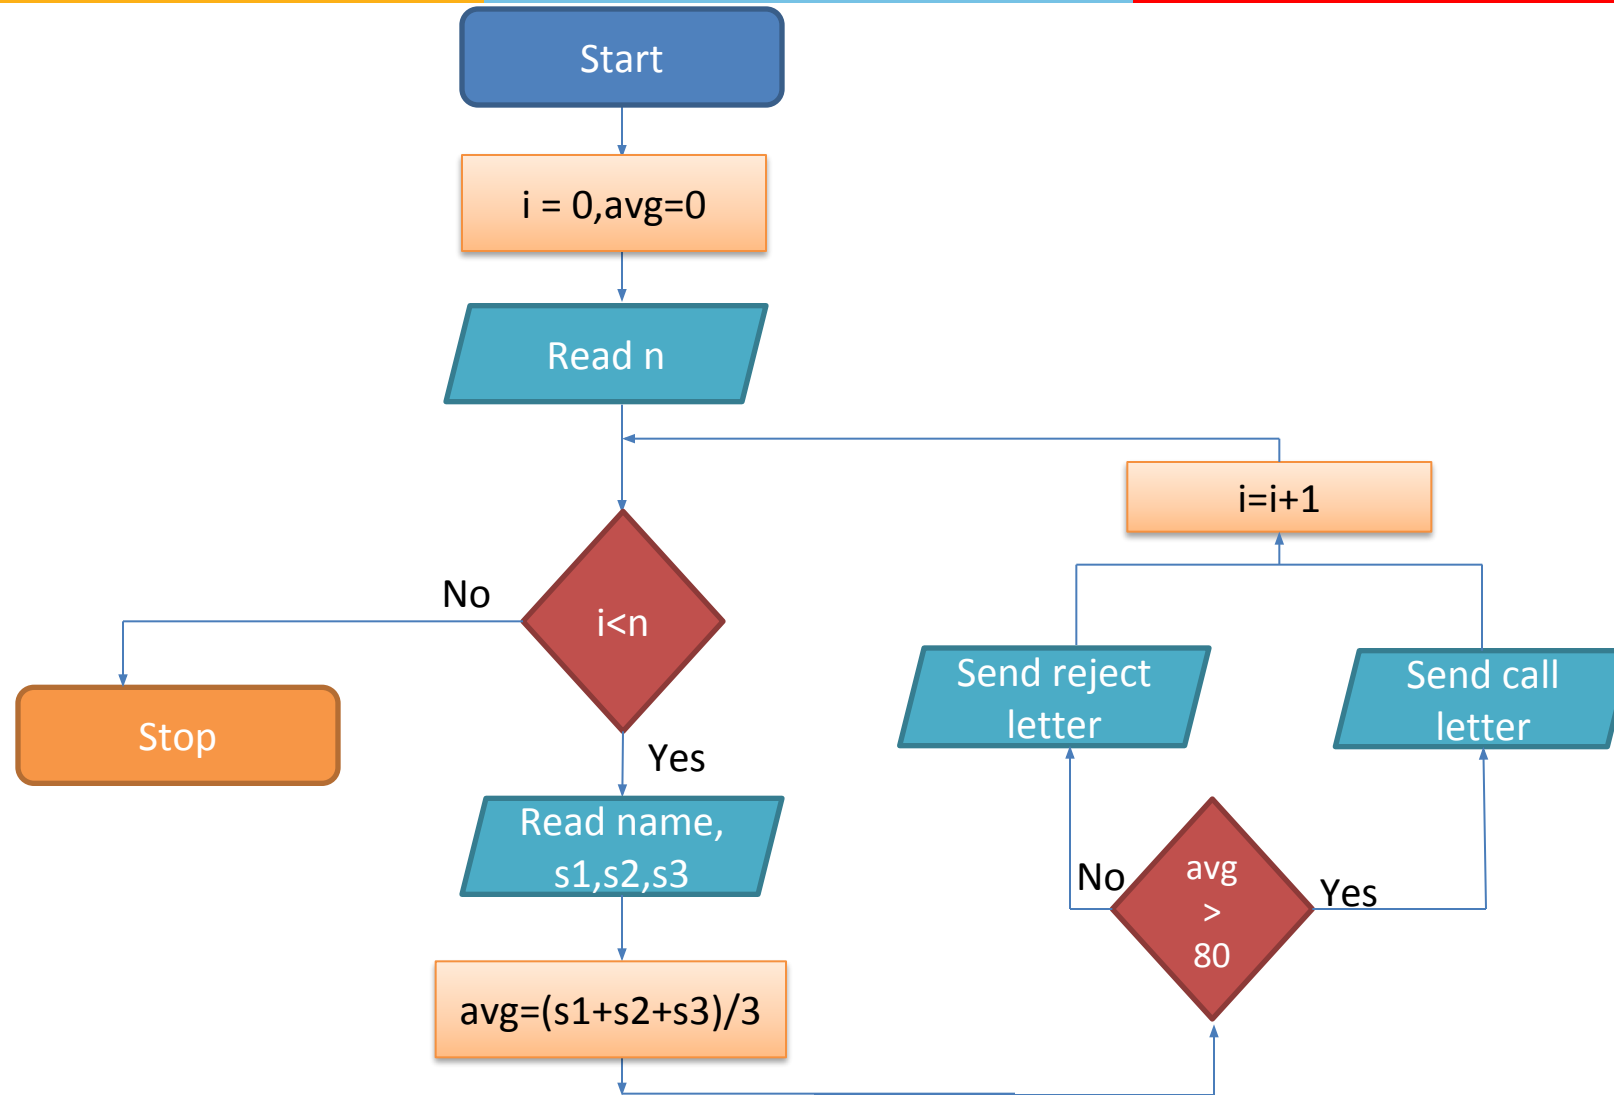 Start
i = 0,avg=0
Read n
i=i+1
No
i<n
Send reject
letter
Send call
letter
Stop
Yes
Read name,
s1,s2,s3
No
avg
>
80
Yes
avg=(s1+s2+s3)/3